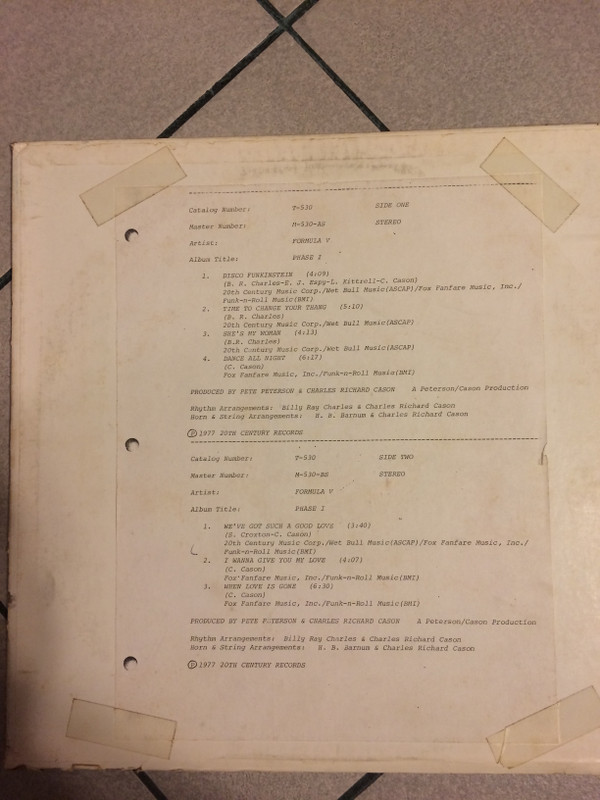 Catalog Number: T-530 SIDE ONE
Master Number: M-530-AS STEREO
Artist: FORMULA V
Album Title: PHASE I
1. DISCO FUNKINSTEIN (4:09)
(B. R. Charles-E. J. Espy-L. Kittrell-C. Cason)
20th Century Music Corp./Wet Bull Music(ASCAP)/Fox Fanfare Music, Inc./
Funk-n-Roll Music(BMI)
2. TIME TO CHANGE YOUR THANG (5:10)
(B. R. Charles)
20th Century Music Corp./Wet Bull Music(ASCAP)
3. SHE'S MY WOMAN (4:13)
(B.R. Charles)
20th Century Music Corp./Wet Bull Music(ASCAP)
4. DANCE ALL NIGHT (6:17)
(C. Cason)
Fox Fanfare Music, Inc./Funk-n-Roll Music(BMI)
PRODUCED BY PETE PETERSON & CHARLES RICHARD CASON A Peterson/Cason Production
Rhythm Arrangements: Billy Ray Charles & Charles Richard Cason
Horn & String Arrangements: H. B. Barnum & Charles Richard Cason
℗ 1977 20TH CENTURY RECORDS
Catalog Number: T-530 SIDE TWO
Master Number: M-530-BS STEREO
Artist: FORMULA V
Album Title: PHASE I
1. WE'VE GOT SUCH A GOOD LOVE (3:40)
(S. Croxton-C. Cason)
20th Century Music Corp./Wet Bull Music(ASCAP)/Fox Fanfare Music, Inc./
Funk-n-Roll Music(BMI)
2. I WANNA GIVE YOU MY LOVE (4:07)
(C. Cason)
Fox Fanfare Music, Inc./Funk-n-Roll Music(BMI)
3. WHEN LOVE IS GONE (6:30)
(C. Cason)
Fox Fanfare Music, Inc./Funk-n-Roll Music(BMI)
PRODUCED BY PETE PETERSON & CHARLES RICHARD CASON A Peterson/Cason Production
Rhythm Arrangements: Billy Ray Charles & Charles Richard Cason
Horn & String Arrangements: H. B. Barnum & Charles Richard Cason
℗ 1977 20TH CENTURY RECORDS